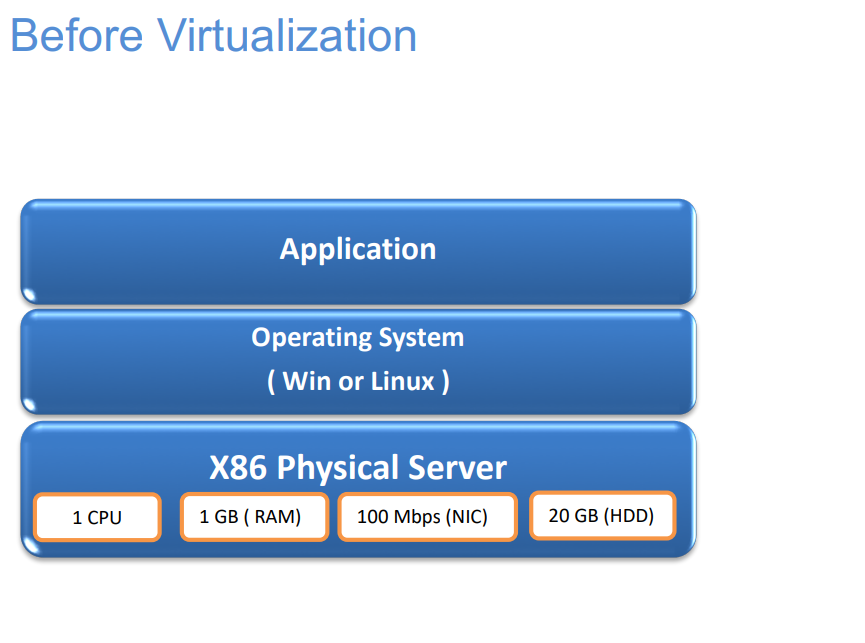 Before Virtualization
Application
Operating System
( Win or Linux )
X86 Physical Server
1 CPU
1 GB ( RAM)
100 Mbps (NIC)
20 GB (HDD)